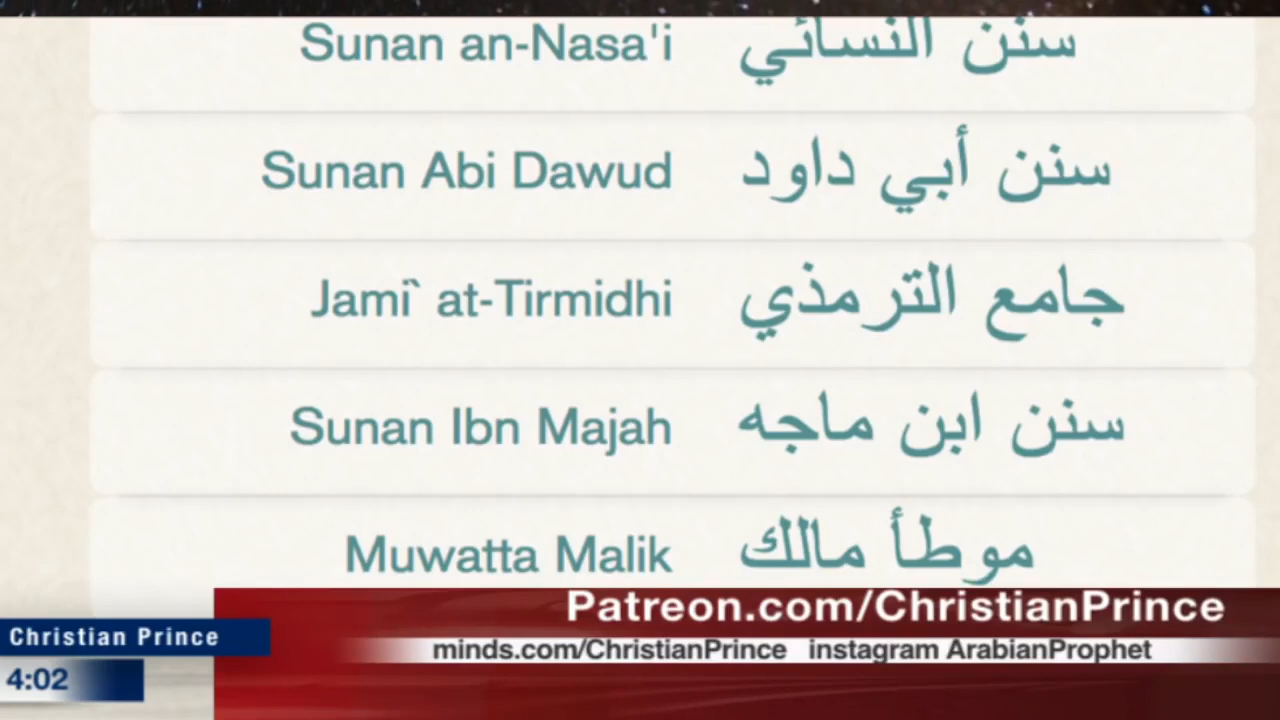 Sunan an-Nasa'i سنن النسائي
Sunan Abi Dawud سنن أبي داود
Jami` at-Tirmidhi جامع الترمذي
Sunan Ibn Majah سنن ابن ماجه
Muwatta Malik موطأ مالك
Patreon.com/ChristianPrince
Christian Prince
minds.com/ChristianPrince instagram ArabianProphet
4:02